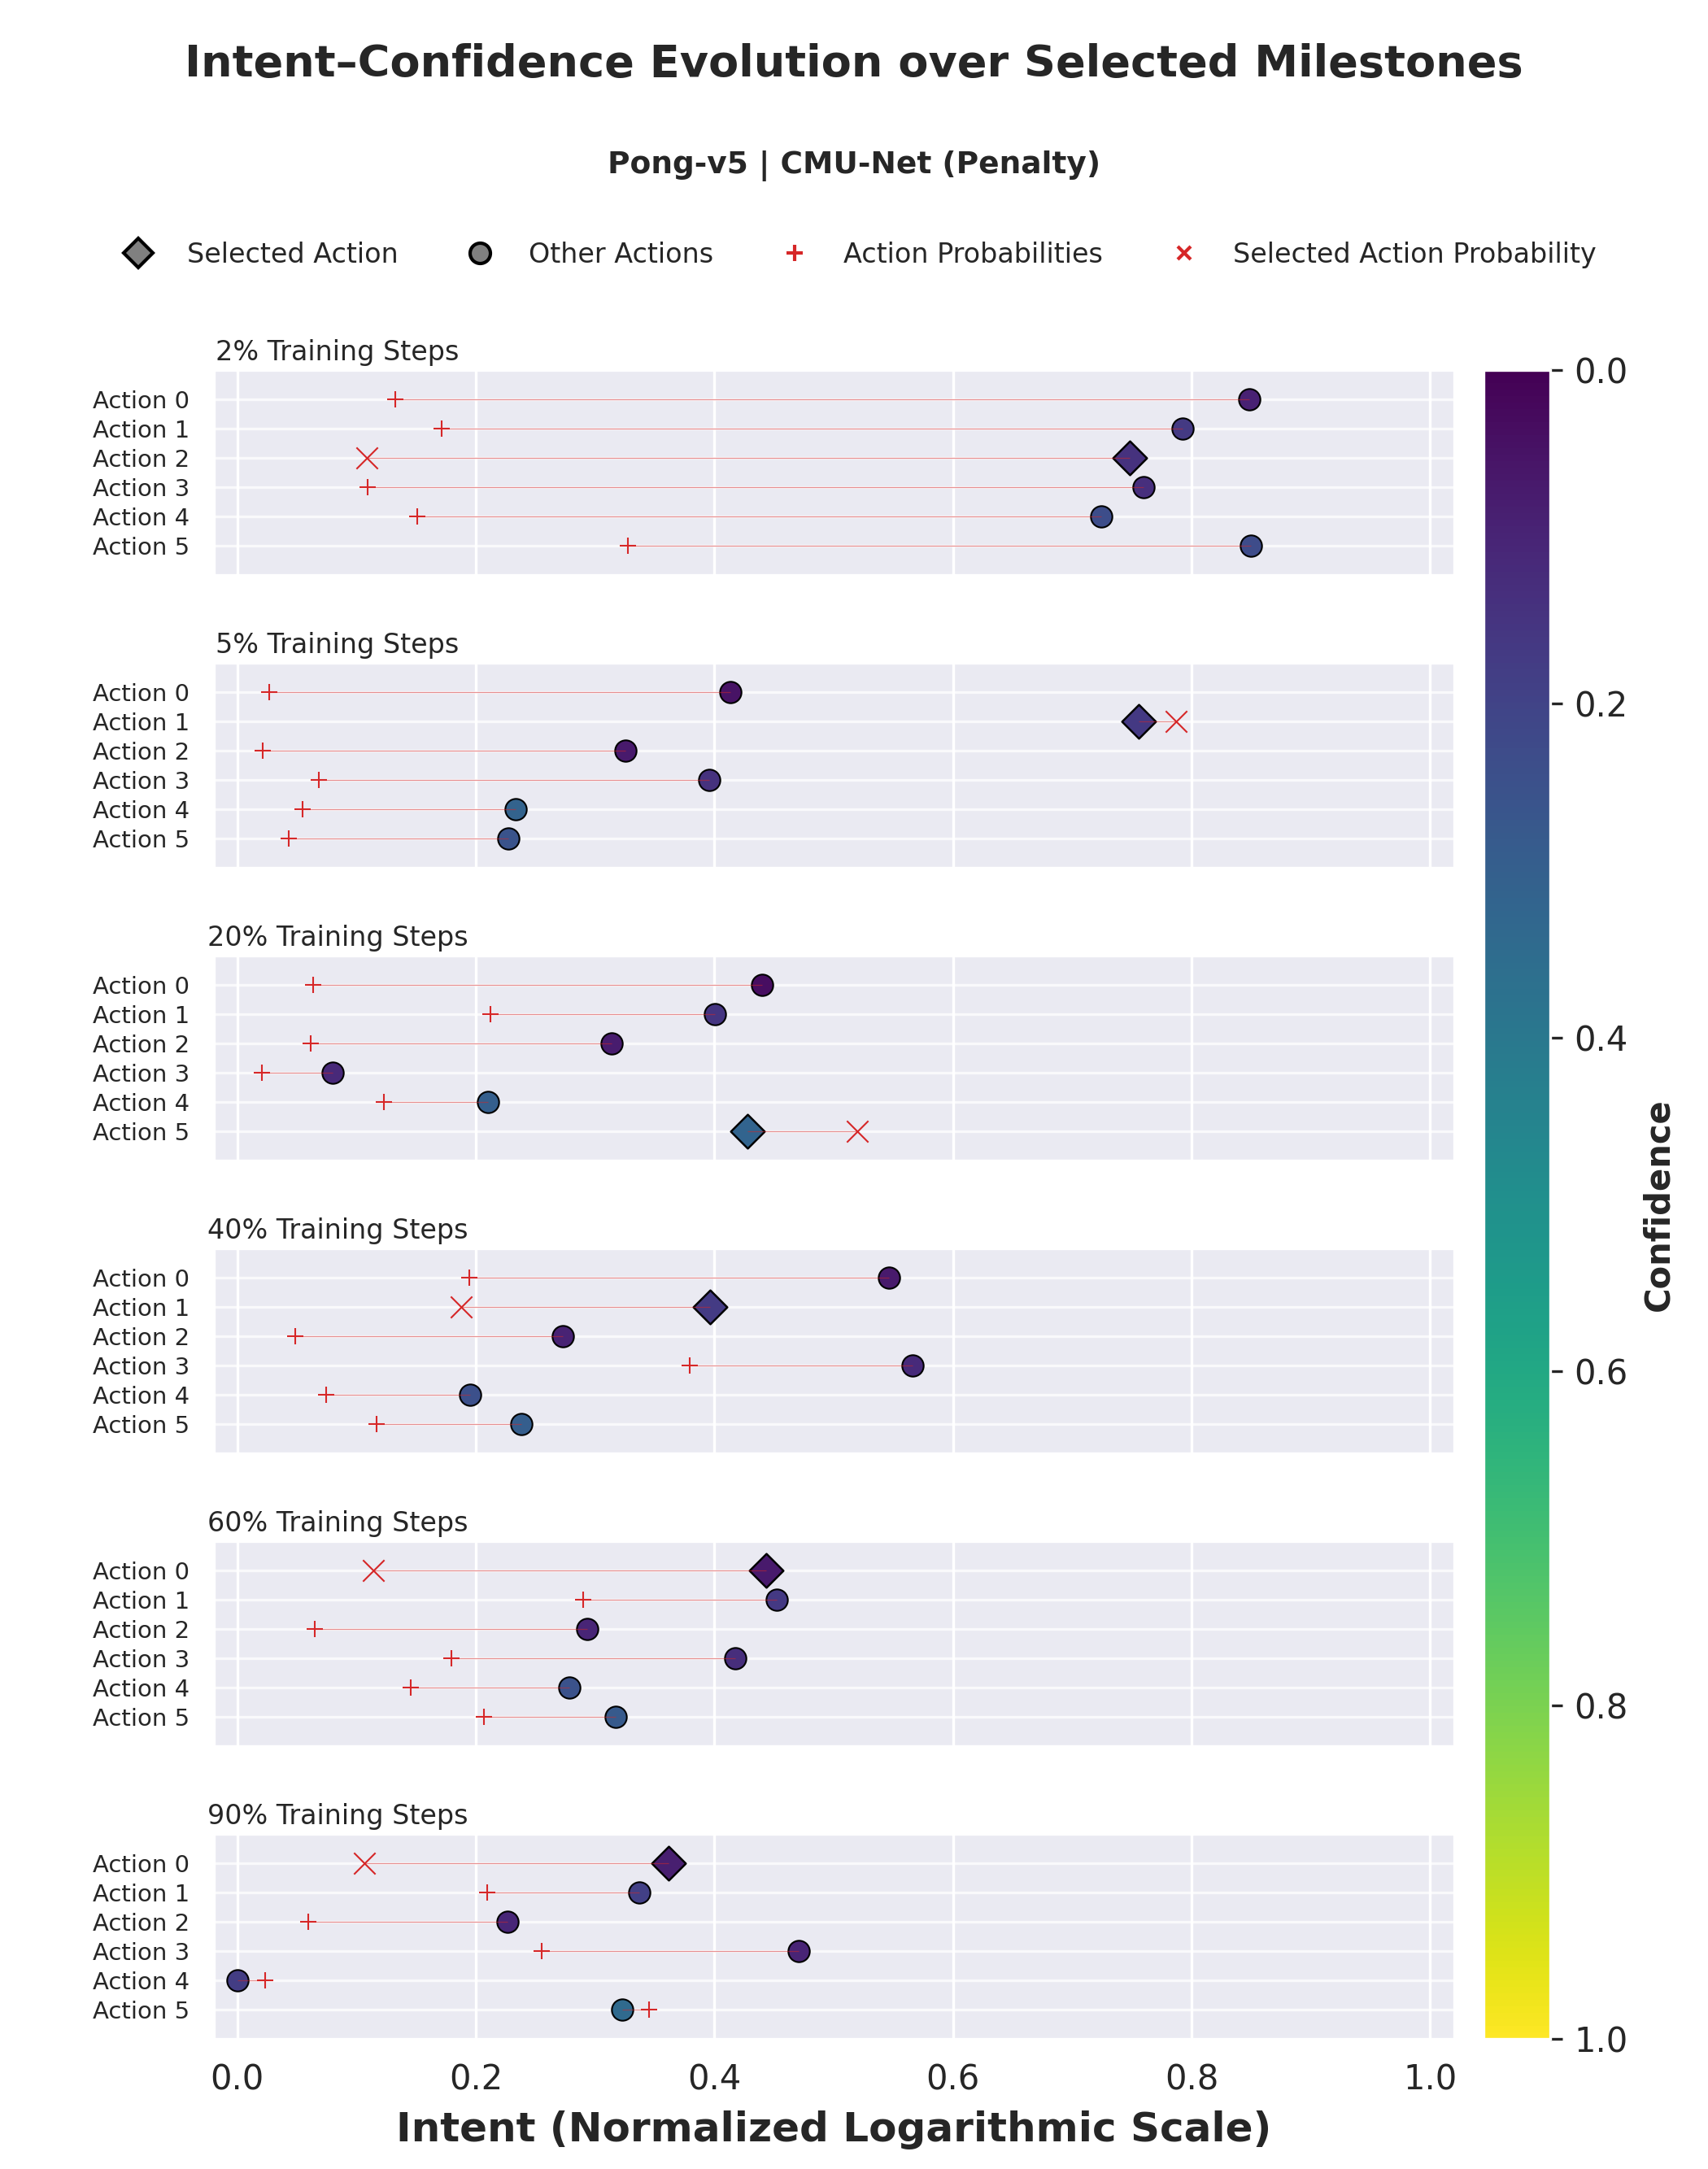 Intent–Confidence Evolution over Selected Milestones
Pong-v5 | CMU-Net (Penalty)
Selected Action Other Actions Action Probabilities Selected Action Probability
2% Training Steps
Action 0
Action 1
Action 2
Action 3
Action 4
Action 5
5% Training Steps
Action 0
Action 1
Action 2
Action 3
Action 4
Action 5
20% Training Steps
Action 0
Action 1
Action 2
Action 3
Action 4
Action 5
40% Training Steps
Action 0
Action 1
Action 2
Action 3
Action 4
Action 5
60% Training Steps
Action 0
Action 1
Action 2
Action 3
Action 4
Action 5
90% Training Steps
Action 0
Action 1
Action 2
Action 3
Action 4
Action 5
0.0 0.2 0.4 0.6 0.8 1.0
Intent (Normalized Logarithmic Scale)
0.0
0.2
0.4
0.6
0.8
1.0
Confidence